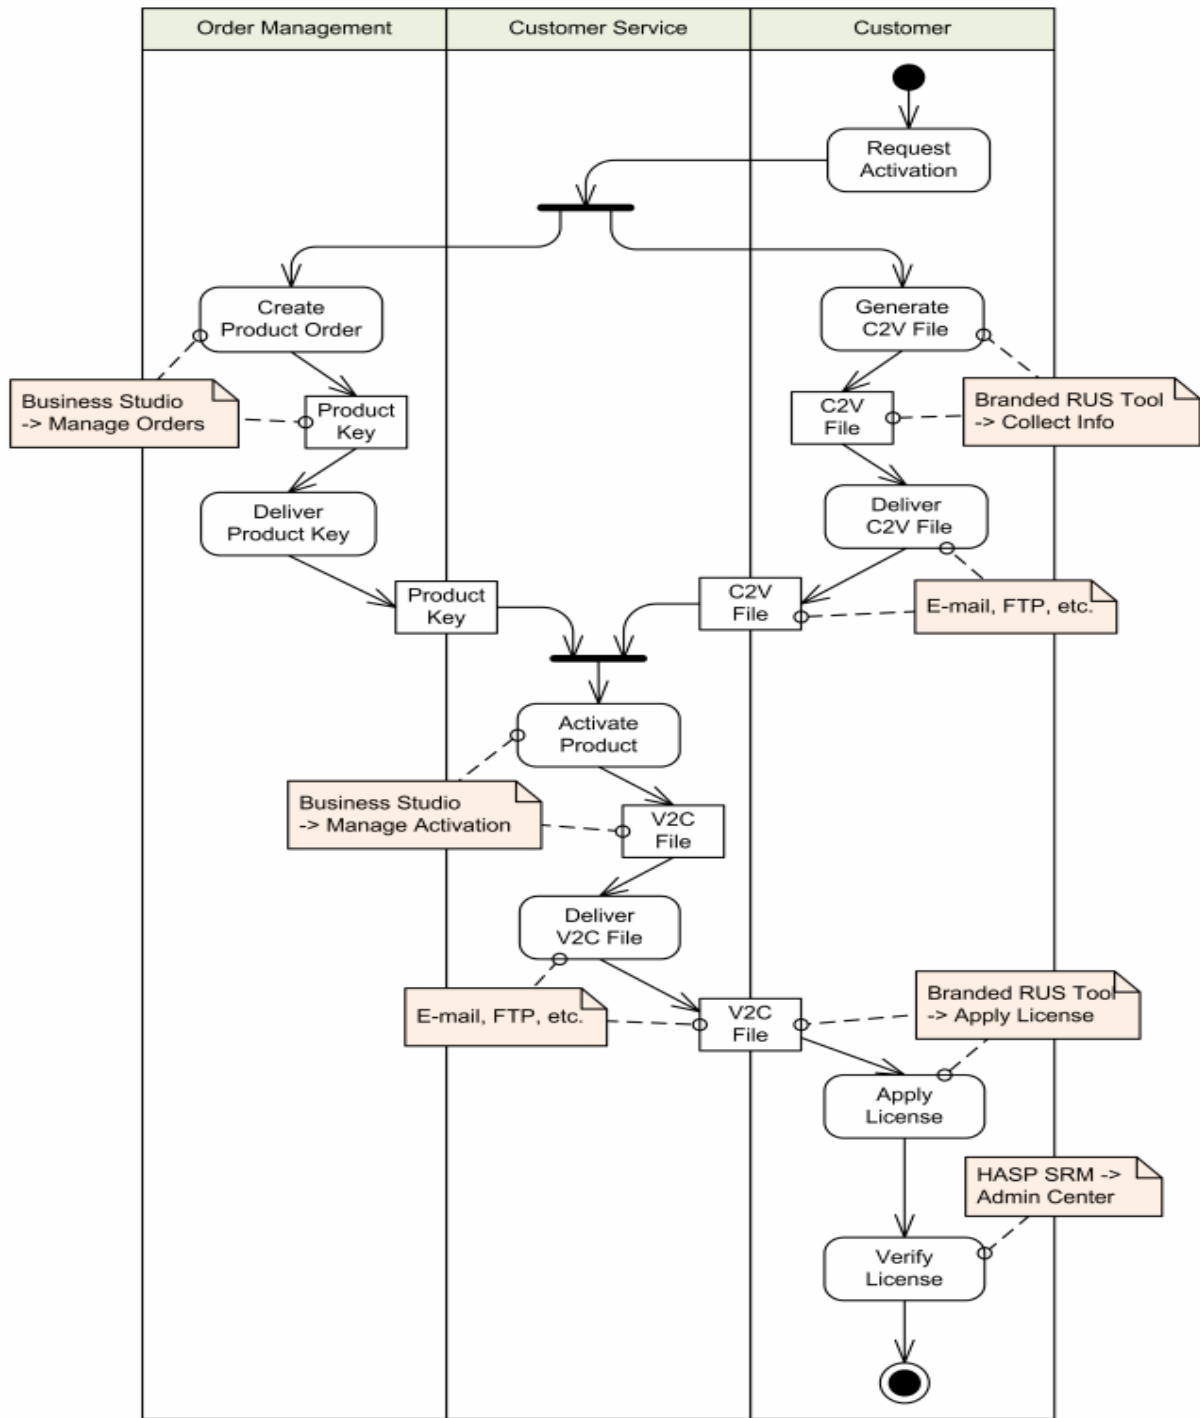 Order Management
Customer Service
Customer
Request
Activation
Create
Product Order
Generate
C2V File
Business Studio
-> Manage Orders
Product
Key
C2V
File
Branded RUS Tool
-> Collect Info
Deliver
Product Key
Deliver
C2V File
Product
Key
C2V
File
E-mail, FTP, etc.
Activate
Product
Business Studio
-> Manage Activation
V2C
File
Deliver
V2C File
E-mail, FTP, etc.
V2C
File
Branded RUS Tool
-> Apply License
Apply
License
HASP SRM ->
Admin Center
Verify
License